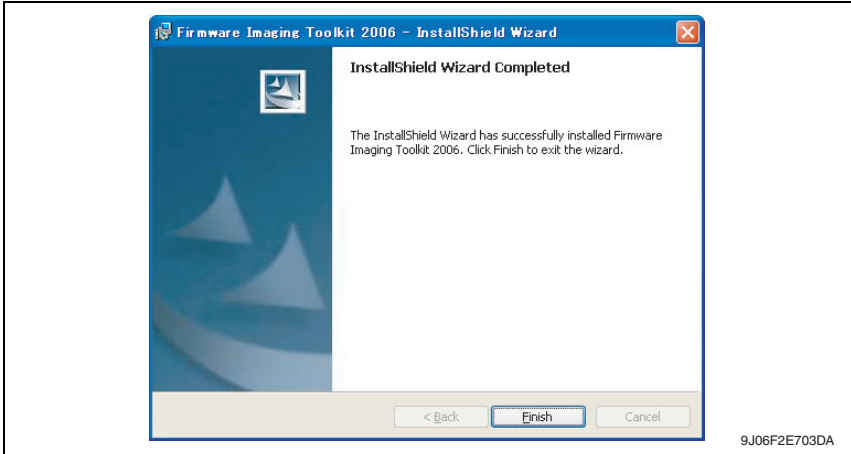 Firmware Imaging Toolkit 2006 - InstallShield Wizard
InstallShield Wizard Completed
The InstallShield Wizard has successfully installed Firmware
Imaging Toolkit 2006. Click Finish to exit the wizard.
< Back Finish Cancel
9J06F2E703DA